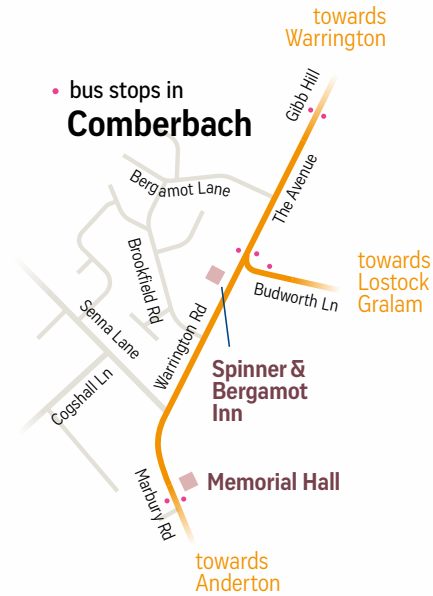 towards
Warrington
bus stops in
Comberbach
Gibb Hill
Bergamot Lane
The Avenue
Brookfield Rd
towards
Lostock
Gralam
Budworth Ln
Senna Lane
Warrington Rd
Spinner &
Bergamot
Inn
Cogshall Ln
Marbury Rd
Memorial Hall
towards
Anderton